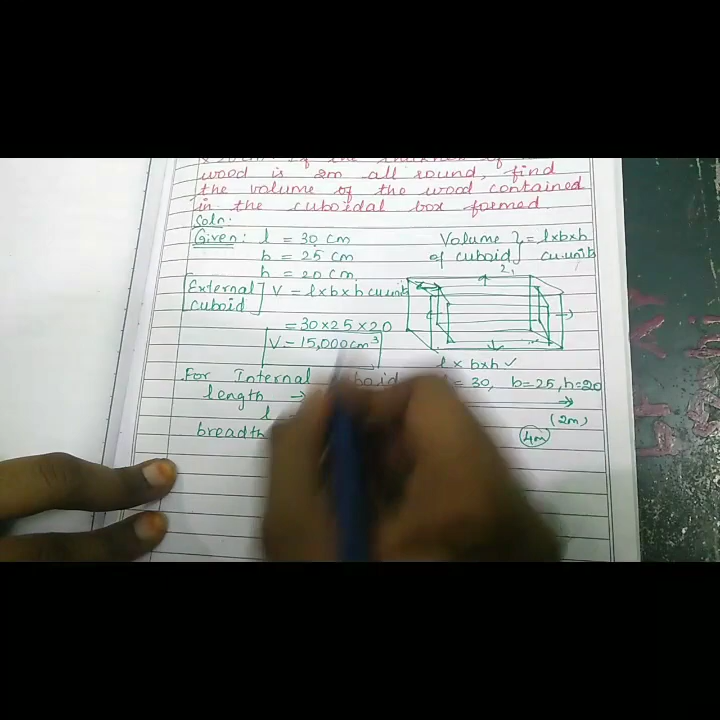 wood is 2m all round, find
the volume of the wood contained
in the cuboidal box formed.
Soln:
Given: l = 30 cm
b = 25 cm
h = 20 cm
Volume of cuboid } = l×b×h cu.units
External cuboid ] V = l×b×h cu units
= 30×25×20
V = 15,000cm³
l × b×h ✓
For Internal
l = 30, b=25, h=20
length →
l
(2m)
breadth
4m